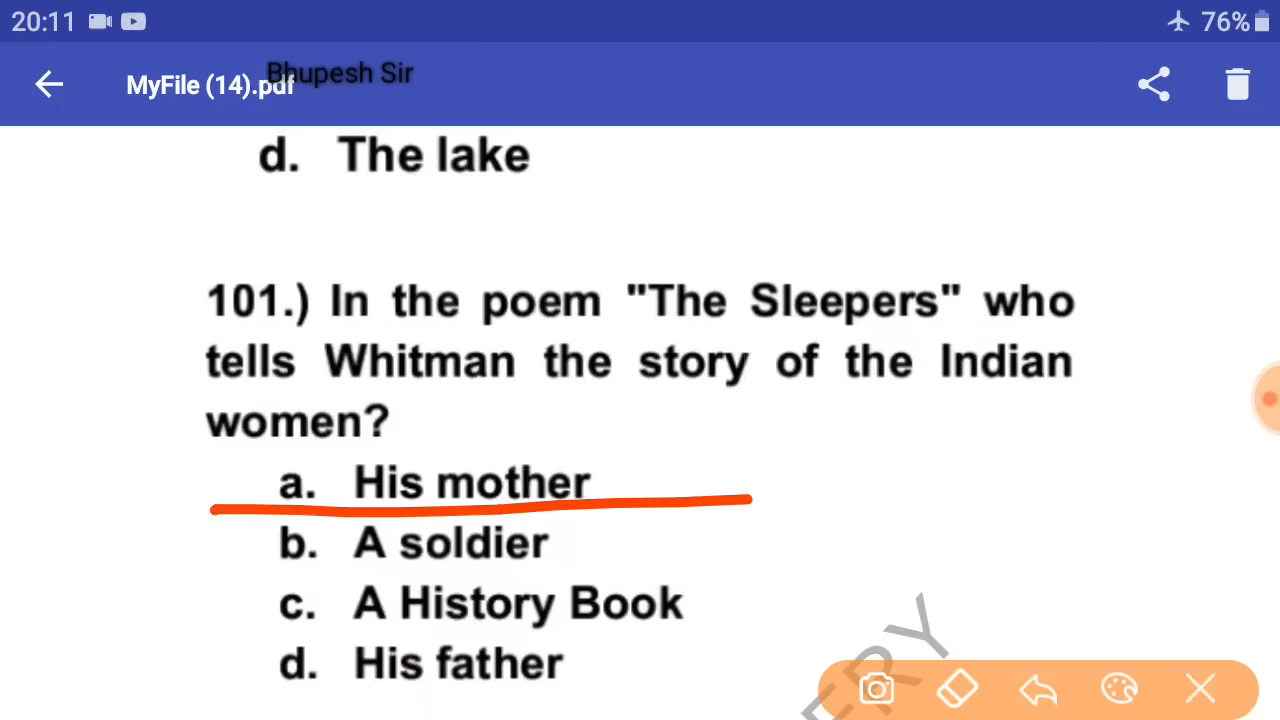 20:11 76%
Bhupesh Sir
MyFile (14).pdf
d. The lake
101.) In the poem "The Sleepers" who
tells Whitman the story of the Indian
women?
a. His mother
b. A soldier
c. A History Book
d. His father